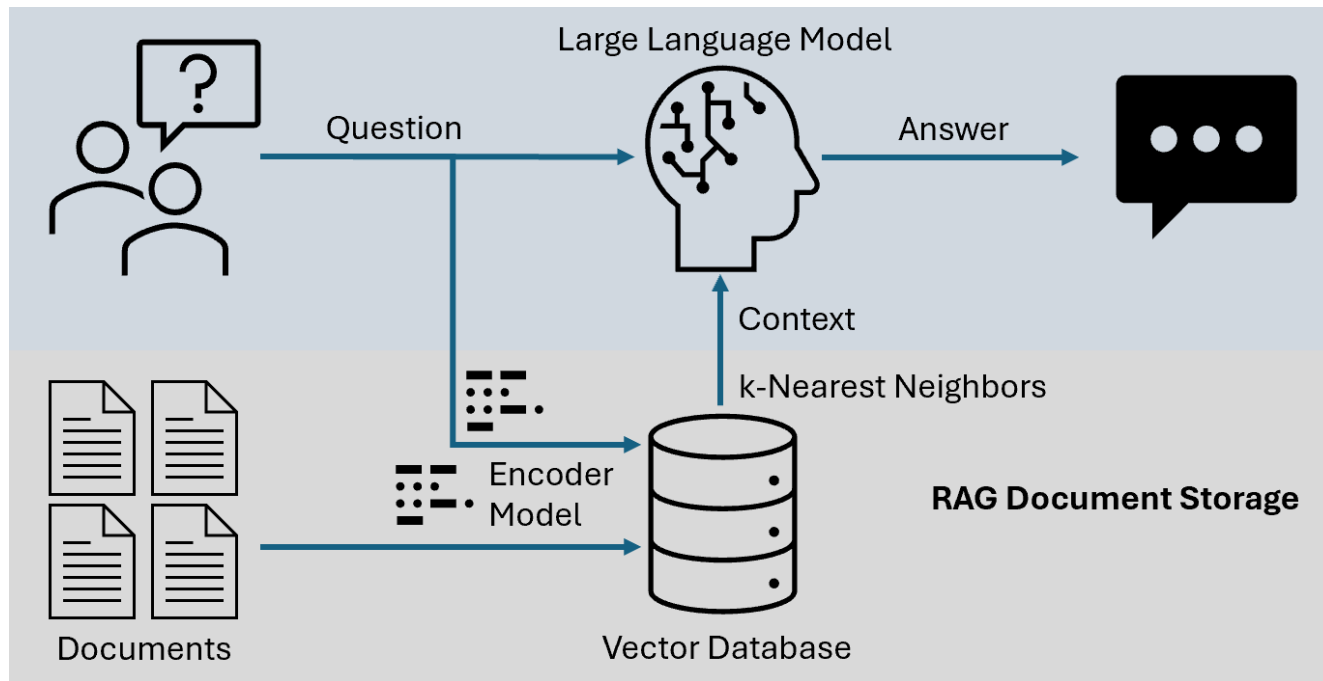 Large Language Model
?
Question
Answer
Context
k-Nearest Neighbors
Encoder
Model
RAG Document Storage
Documents
Vector Database